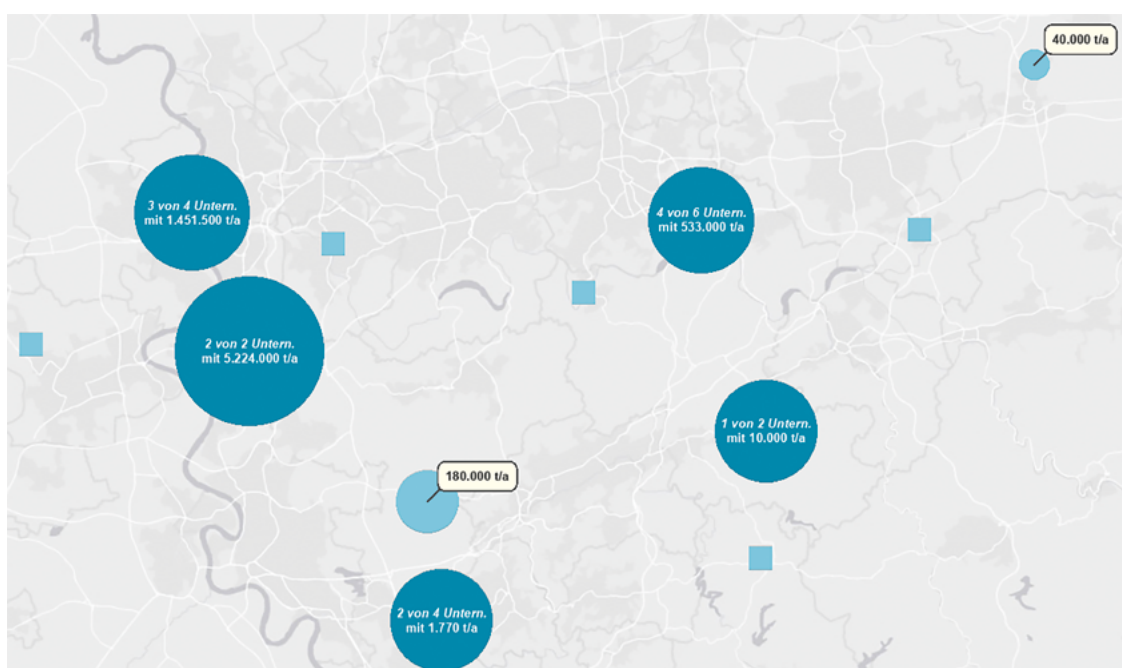 40.000 t/a
3 von 4 Untern.
mit 1.451.500 t/a
4 von 6 Untern.
mit 533.000 t/a
2 von 2 Untern.
mit 5.224.000 t/a
1 von 2 Untern.
mit 10.000 t/a
180.000 t/a
2 von 4 Untern.
mit 1.770 t/a